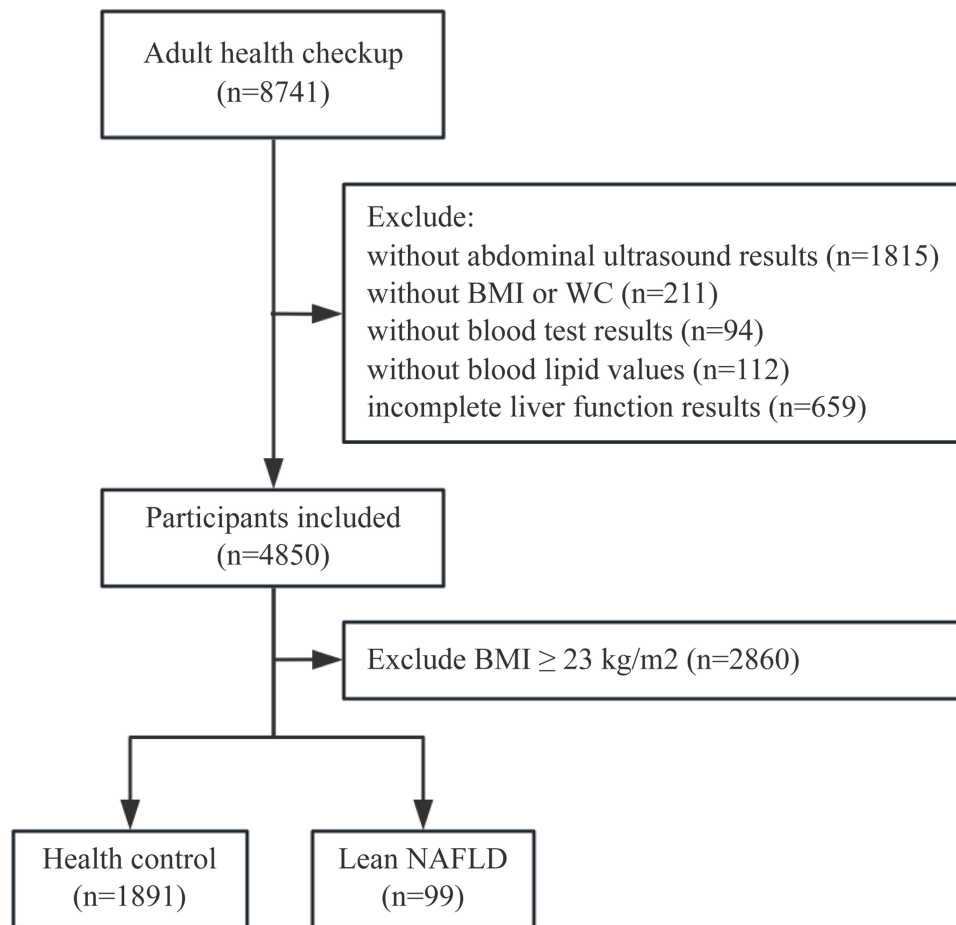 Adult health checkup
(n=8741)
Exclude:
without abdominal ultrasound results (n=1815)
without BMI or WC (n=211)
without blood test results (n=94)
without blood lipid values (n=112)
incomplete liver function results (n=659)
Participants included
(n=4850)
Exclude BMI ≥ 23 kg/m2 (n=2860)
Health control
(n=1891)
Lean NAFLD
(n=99)